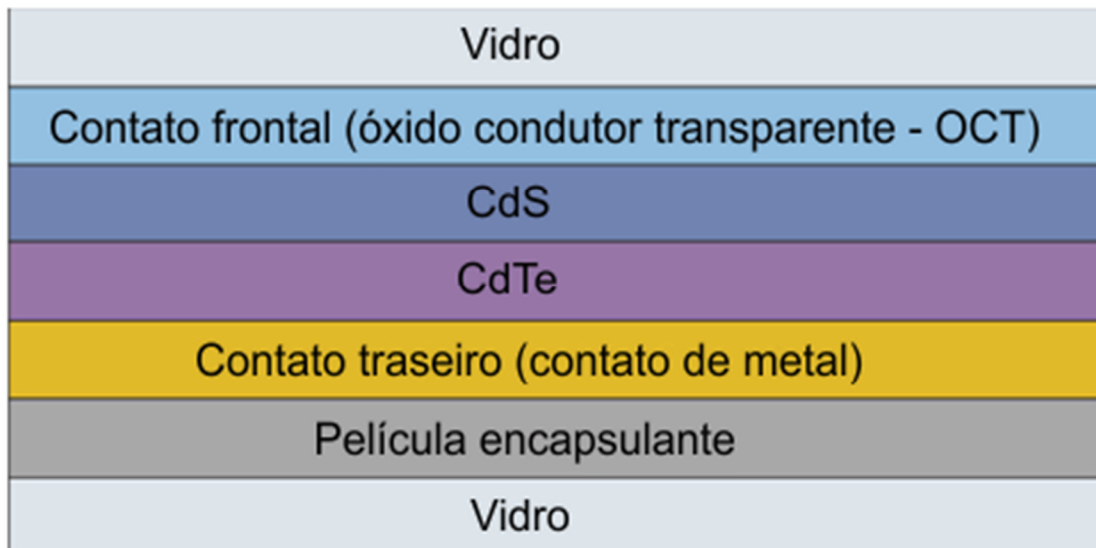 Vidro
Contato frontal (óxido condutor transparente - OCT)
CdS
CdTe
Contato traseiro (contato de metal)
Película encapsulante
Vidro